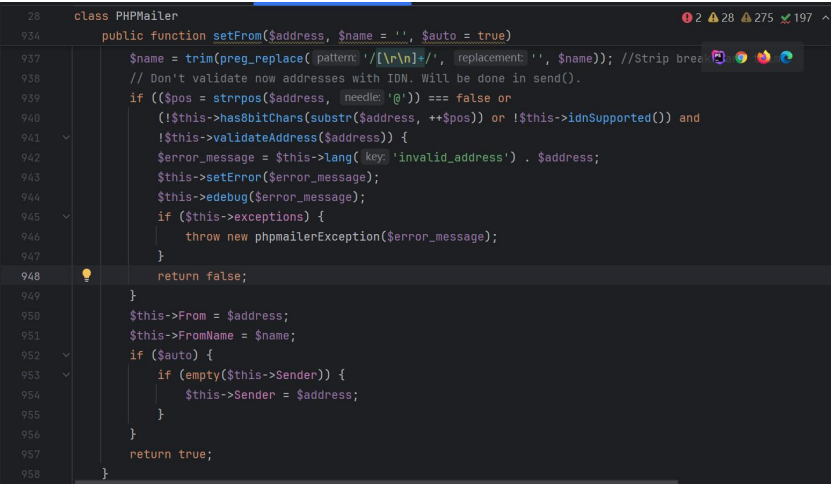 28 class PHPMailer
2 28 275 197
934 public function setFrom($address, $name = '', $auto = true)
937 $name = trim(preg_replace( pattern: '/[\r\n]+/', replacement: '', $name)); //Strip break
938 // Don't validate now addresses with IDN. Will be done in send().
939 if (($pos = strrpos($address, needle: '@')) === false or
940 (!$this->has8bitChars(substr($address, ++$pos)) or !$this->idnSupported()) and
941 !$this->validateAddress($address)) {
942 $error_message = $this->lang( key: 'invalid_address') . $address;
943 $this->setError($error_message);
944 $this->edebug($error_message);
945 if ($this->exceptions) {
946 throw new phpmailerException($error_message);
947 }
948 return false;
949 }
950 $this->From = $address;
951 $this->FromName = $name;
952 if ($auto) {
953 if (empty($this->Sender)) {
954 $this->Sender = $address;
955 }
956 }
957 return true;
958 }